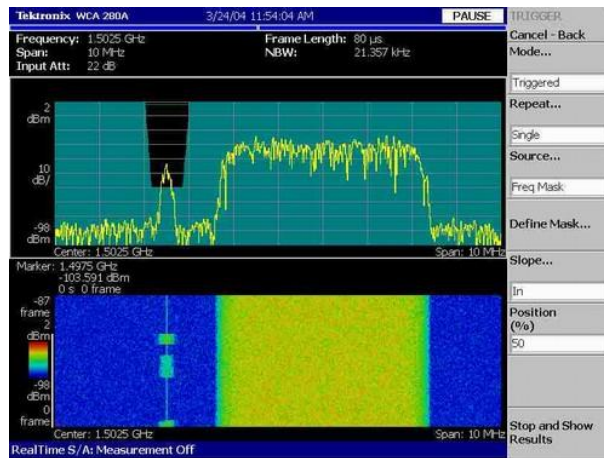 Tektronix WCA 280A 3/24/04 11:54:04 AM PAUSE
Frequency: 1.5025 GHz Frame Length: 80 µs
Span: 10 MHz NBW: 21.357 kHz
Input Att: 22 dB
2
dBm
10
dB/
-98
dBm
Center: 1.5025 GHz Span: 10 MHz
Marker: 1.4975 GHz
-103.591 dBm
0 s 0 frame
-87
frame
2
dBm
-98
dBm
0
frame
Center: 1.5025 GHz Span: 10 MHz
RealTime S/A: Measurement Off
TRIGGER
Cancel - Back
Mode...
Triggered
Repeat...
Single
Source...
Freq Mask
Define Mask...
Slope...
In
Position
(%)
50
Stop and Show
Results